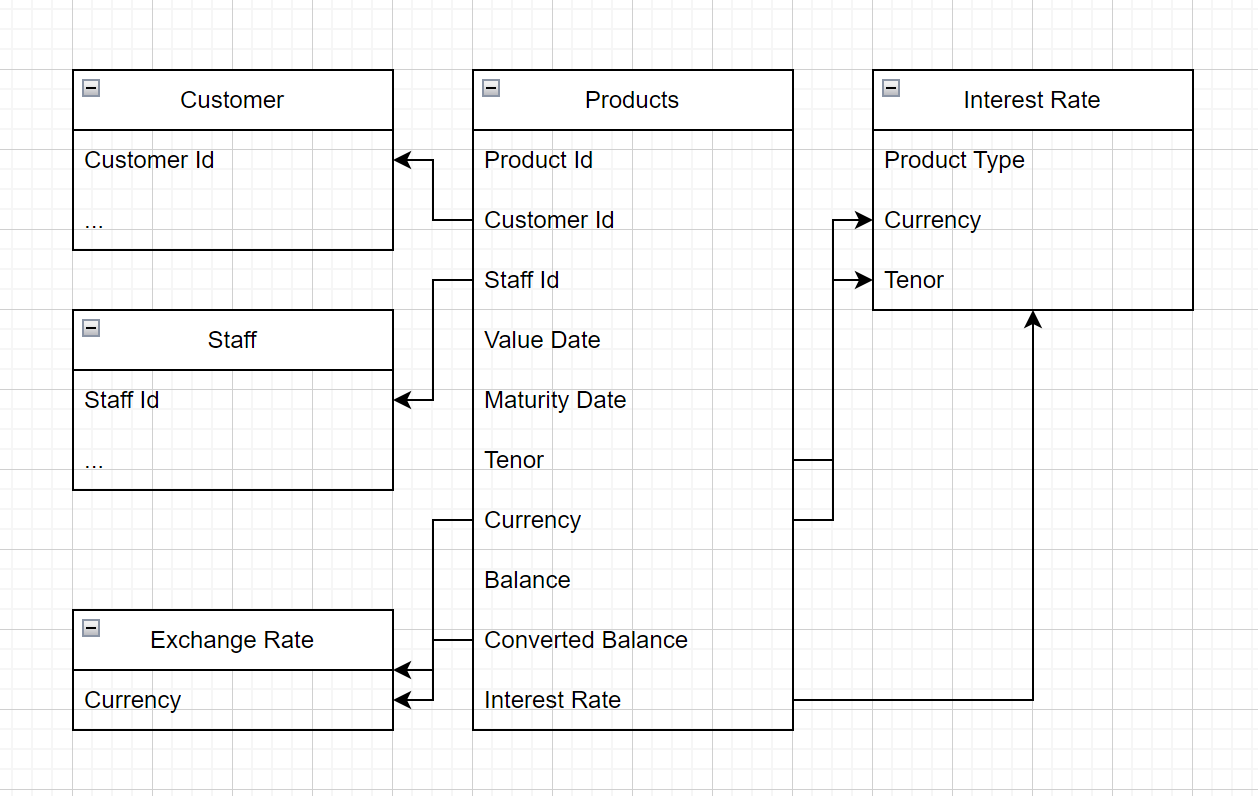 Customer
Customer Id
...
Staff
Staff Id
...
Exchange Rate
Currency
Products
Product Id
Customer Id
Staff Id
Value Date
Maturity Date
Tenor
Currency
Balance
Converted Balance
Interest Rate
Interest Rate
Product Type
Currency
Tenor